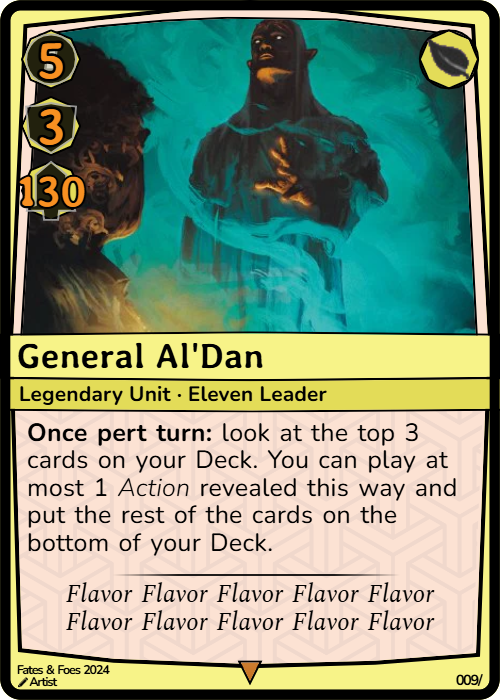 5
3
130
General Al'Dan
Legendary Unit · Eleven Leader
Once pert turn: look at the top 3
cards on your Deck. You can play at
most 1 Action revealed this way and
put the rest of the cards on the
bottom of your Deck.
Flavor Flavor Flavor Flavor Flavor
Flavor Flavor Flavor Flavor Flavor
Fates & Foes 2024
Artist
009/